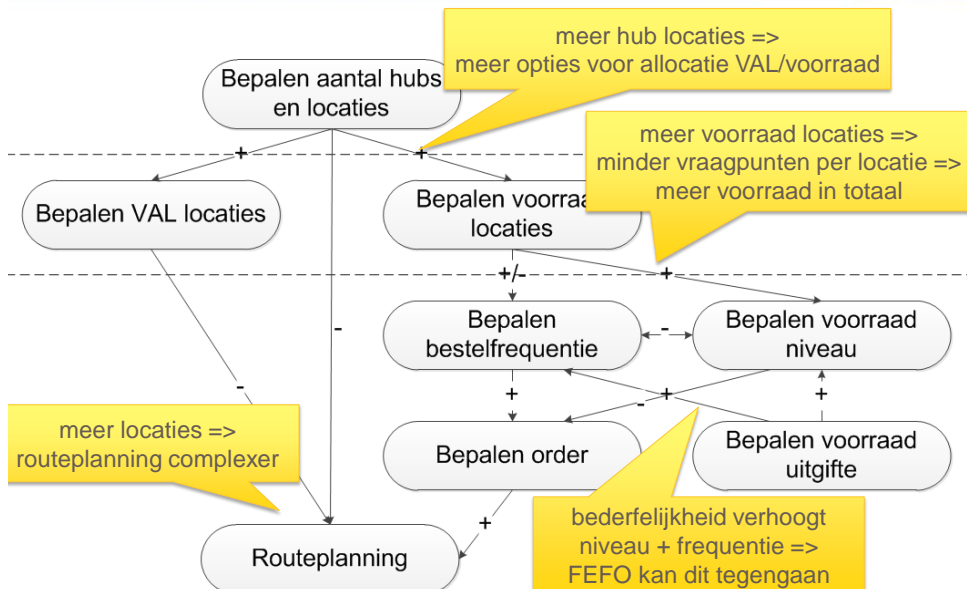 meer hub locaties =>
meer opties voor allocatie VAL/voorraad
Bepalen aantal hubs
en locaties
meer voorraad locaties =>
minder vraagpunten per locatie =>
meer voorraad in totaal
+
+
Bepalen VAL locaties
Bepalen voorraad
locaties
+/-
+
Bepalen
bestelfrequentie
-
Bepalen voorraad
niveau
-
-
+
-
+
+
meer locaties =>
routeplanning complexer
Bepalen order
Bepalen voorraad
uitgifte
+
bederfelijkheid verhoogt
niveau + frequentie =>
FEFO kan dit tegengaan
Routeplanning